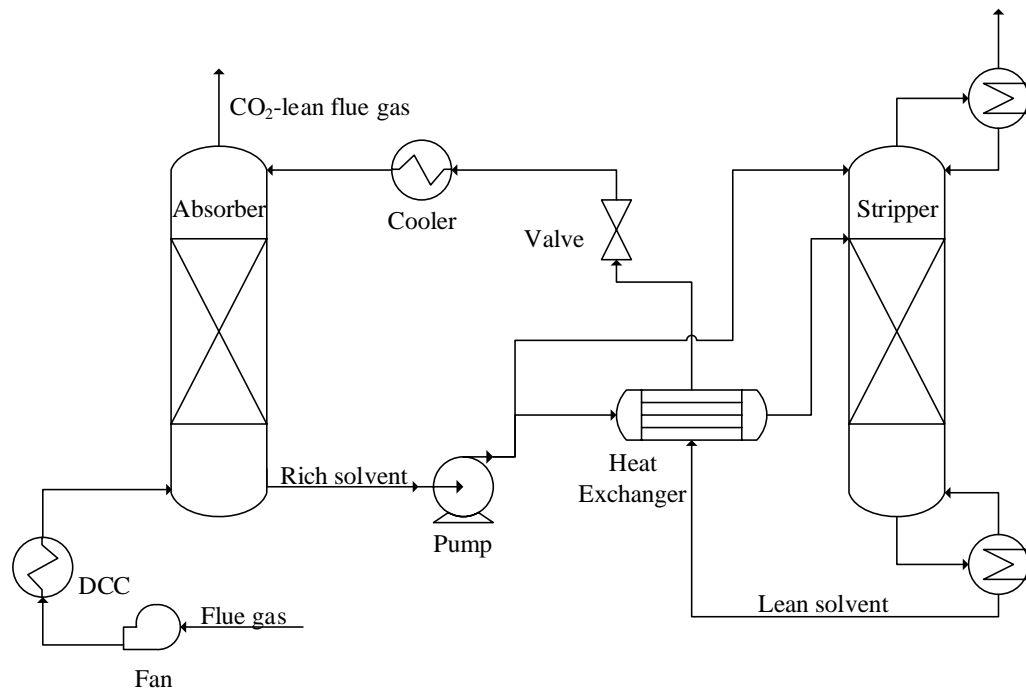 CO₂-lean flue gas
Absorber
Stripper
Cooler
Valve
Rich solvent
Heat
Exchanger
Pump
DCC
Lean solvent
Flue gas
Fan